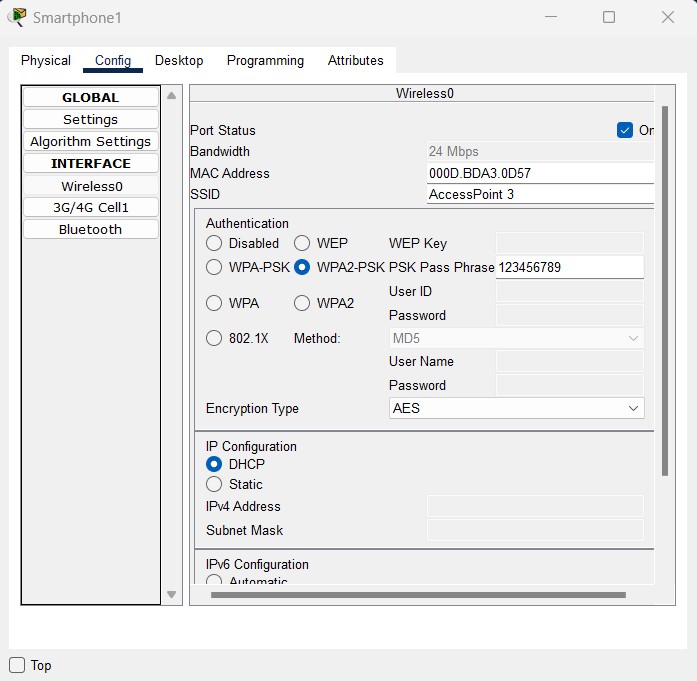 Smartphone1
Physical Config Desktop Programming Attributes
GLOBAL
Settings
Algorithm Settings
INTERFACE
Wireless0
3G/4G Cell1
Bluetooth
Wireless0
Port Status On
Bandwidth 24 Mbps
MAC Address 000D.BDA3.0D57
SSID AccessPoint 3
Authentication
Disabled WEP WEP Key
WPA-PSK WPA2-PSK PSK Pass Phrase 123456789
User ID
WPA WPA2
Password
802.1X Method: MD5
User Name
Password
Encryption Type AES
IP Configuration
DHCP
Static
IPv4 Address
Subnet Mask
IPv6 Configuration
Automatic
Top